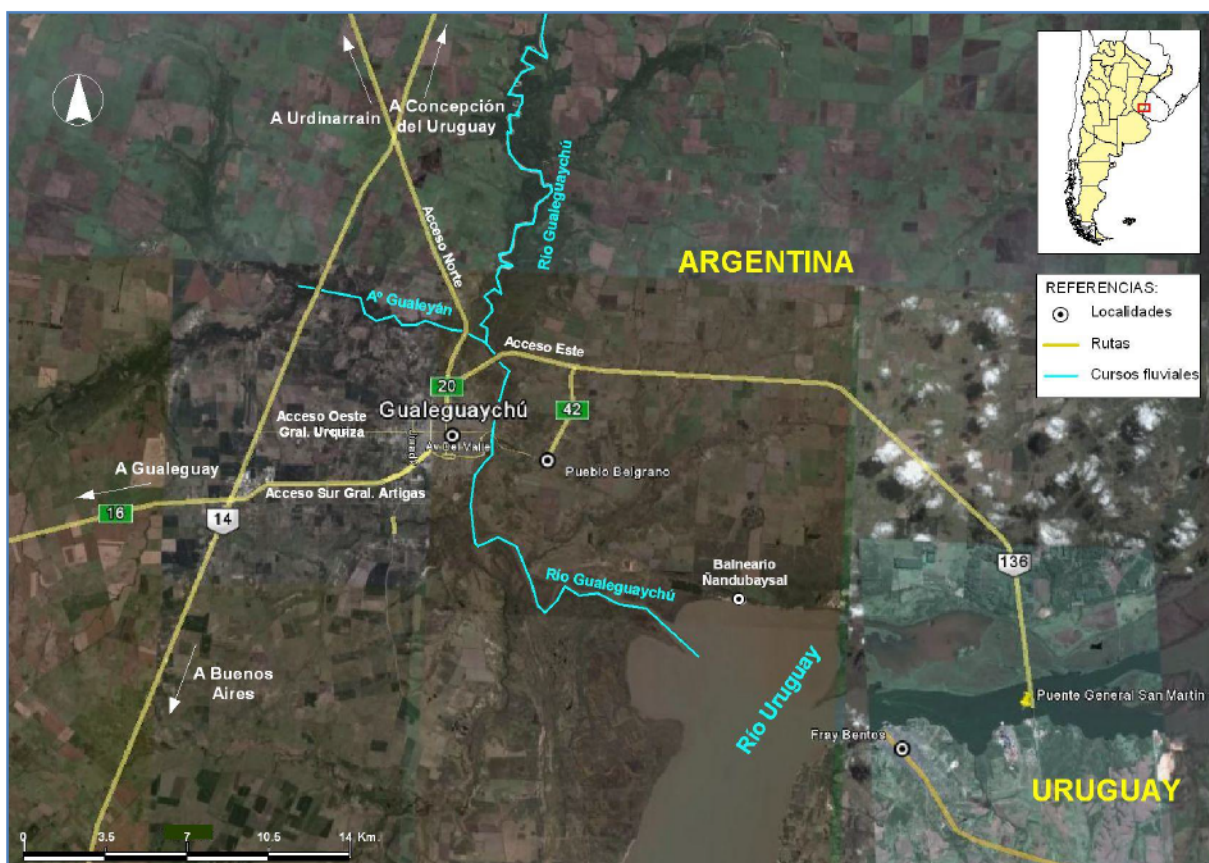 A Urdinarrain
A Concepción
del Uruguay
Río Gualeguaychú
Acceso Norte
Aº Gualeyán
ARGENTINA
REFERENCIAS:
Localidades
Rutas
Cursos fluviales
Acceso Este
20
42
Gualeguaychú
Acceso Oeste
Gral. Urquiza
Av Del Valle
Pueblo Belgrano
A Gualeguay
Acceso Sur Gral. Artigas
16
14
136
Balneario
Ñandubaysal
Río Gualeguaychú
A Buenos
Aires
Río Uruguay
Puente General San Martín
Fray Bentos
URUGUAY
0 3.5 7 10.5 14 Km.